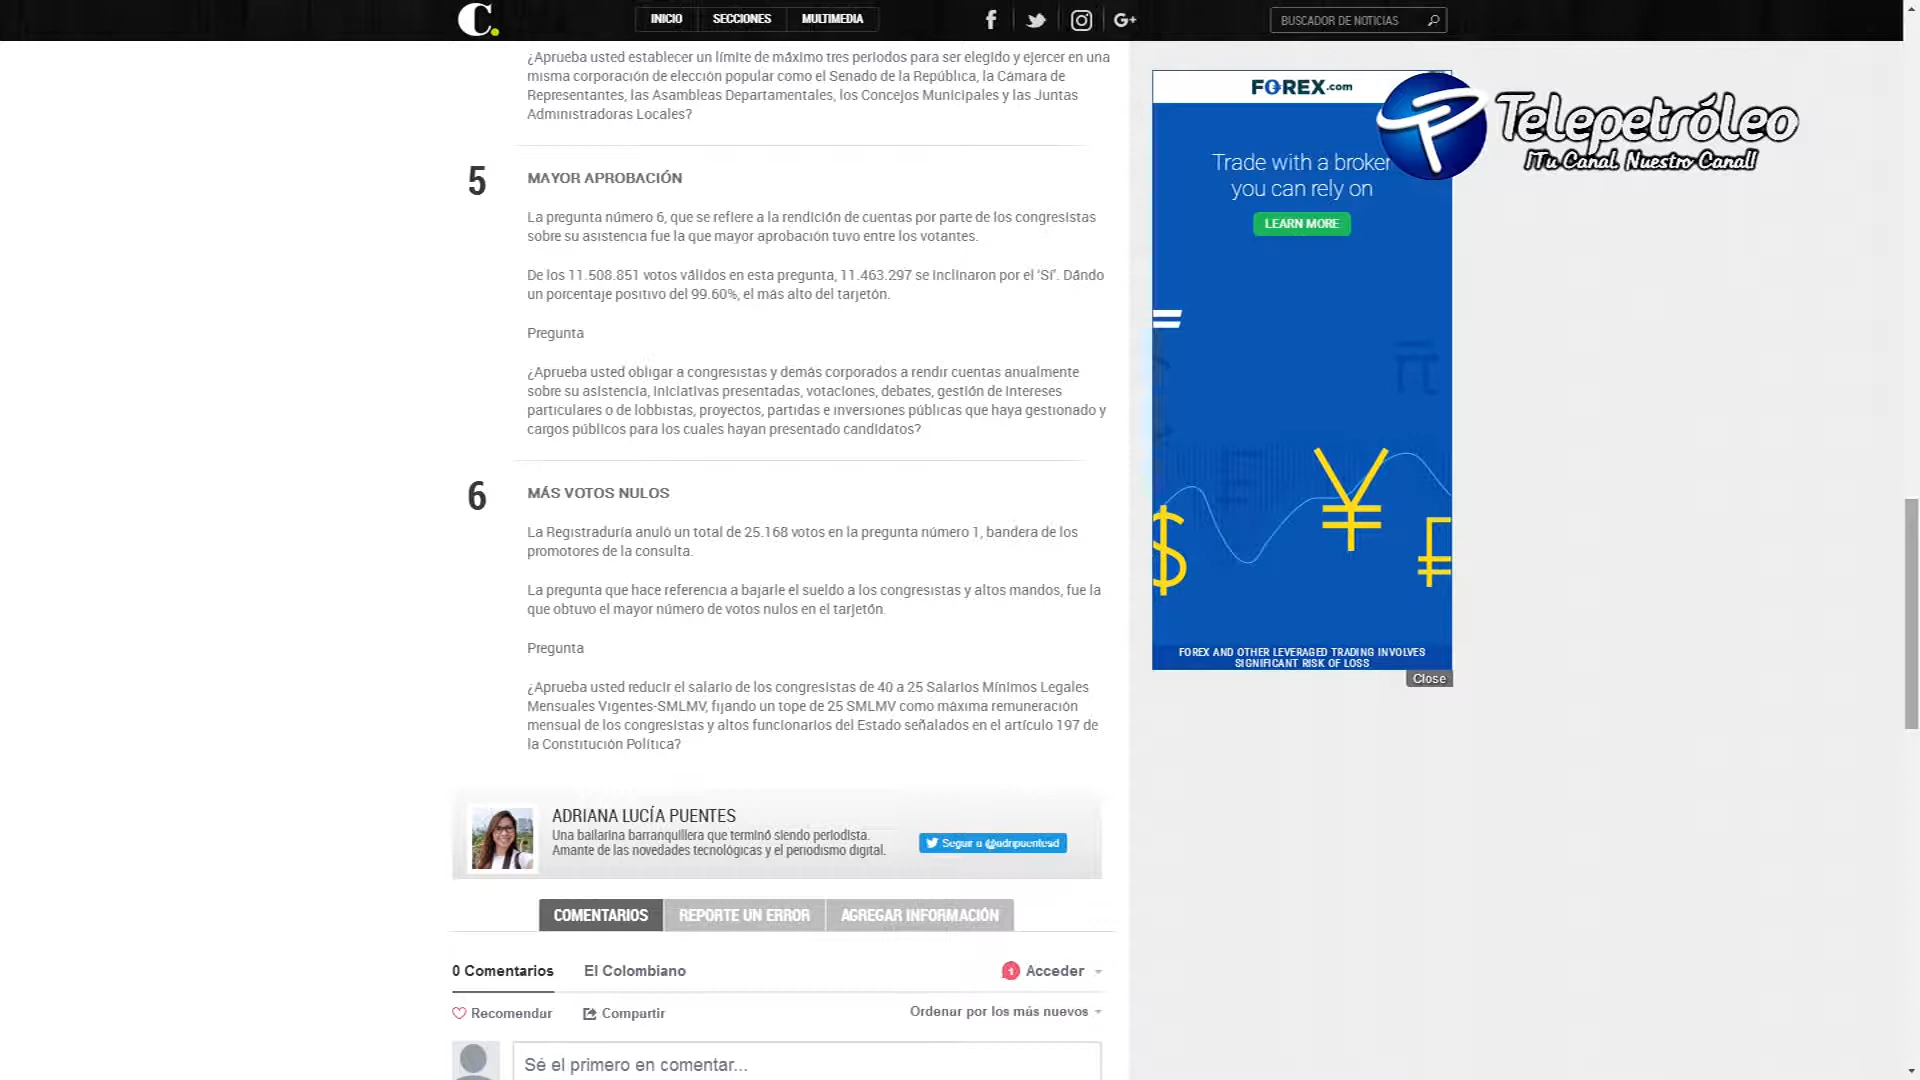 C.
INICIO
SECCIONES
MULTIMEDIA
f
G+
BUSCADOR DE NOTICIAS
¿Aprueba usted establecer un límite de máximo tres periodos para ser elegido y ejercer en una
misma corporación de elección popular como el Senado de la República, la Cámara de
Representantes, las Asambleas Departamentales, los Concejos Municipales y las Juntas
Administradoras Locales?
5
MAYOR APROBACIÓN
La pregunta número 6, que se refiere a la rendición de cuentas por parte de los congresistas
sobre su asistencia fue la que mayor aprobación tuvo entre los votantes.
De los 11.508.851 votos válidos en esta pregunta, 11.463.297 se inclinaron por el ‘Sí’. Dándo
un porcentaje positivo del 99.60%, el más alto del tarjetón.
Pregunta
¿Aprueba usted obligar a congresistas y demás corporados a rendir cuentas anualmente
sobre su asistencia, iniciativas presentadas, votaciones, debates, gestión de intereses
particulares o de lobbistas, proyectos, partidas e inversiones públicas que haya gestionado y
cargos públicos para los cuales hayan presentado candidatos?
6
MÁS VOTOS NULOS
La Registraduría anuló un total de 25.168 votos en la pregunta número 1, bandera de los
promotores de la consulta.
La pregunta que hace referencia a bajarle el sueldo a los congresistas y altos mandos, fue la
que obtuvo el mayor número de votos nulos en el tarjetón.
Pregunta
¿Aprueba usted reducir el salario de los congresistas de 40 a 25 Salarios Mínimos Legales
Mensuales Vigentes-SMLMV, fijando un tope de 25 SMLMV como máxima remuneración
mensual de los congresistas y altos funcionarios del Estado señalados en el artículo 197 de
la Constitución Política?
ADRIANA LUCÍA PUENTES
Una bailarina barranquillera que terminó siendo periodista.
Amante de las novedades tecnológicas y el periodismo digital.
Seguir a @adripuentesd
COMENTARIOS
REPORTE UN ERROR
AGREGAR INFORMACIÓN
0 Comentarios
El Colombiano
1
Acceder
Recomendar
Compartir
Ordenar por los más nuevos
Sé el primero en comentar...
FOREX.com
Trade with a broker
you can rely on
LEARN MORE
$
¥
FOREX AND OTHER LEVERAGED TRADING INVOLVES
SIGNIFICANT RISK OF LOSS
Close
Telepetróleo
¡Tu Canal, Nuestro Canal!